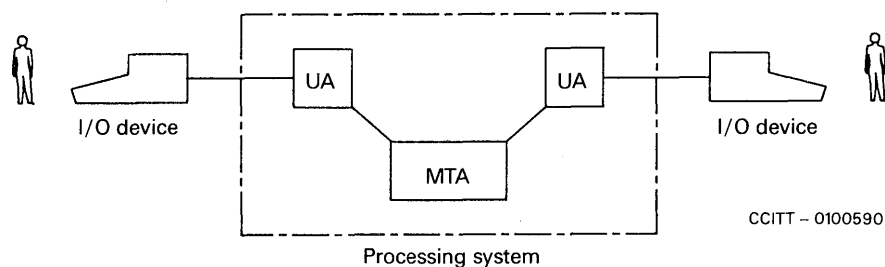 UA
UA
I/O device
I/O device
MTA
CCITT – 0100590
Processing system